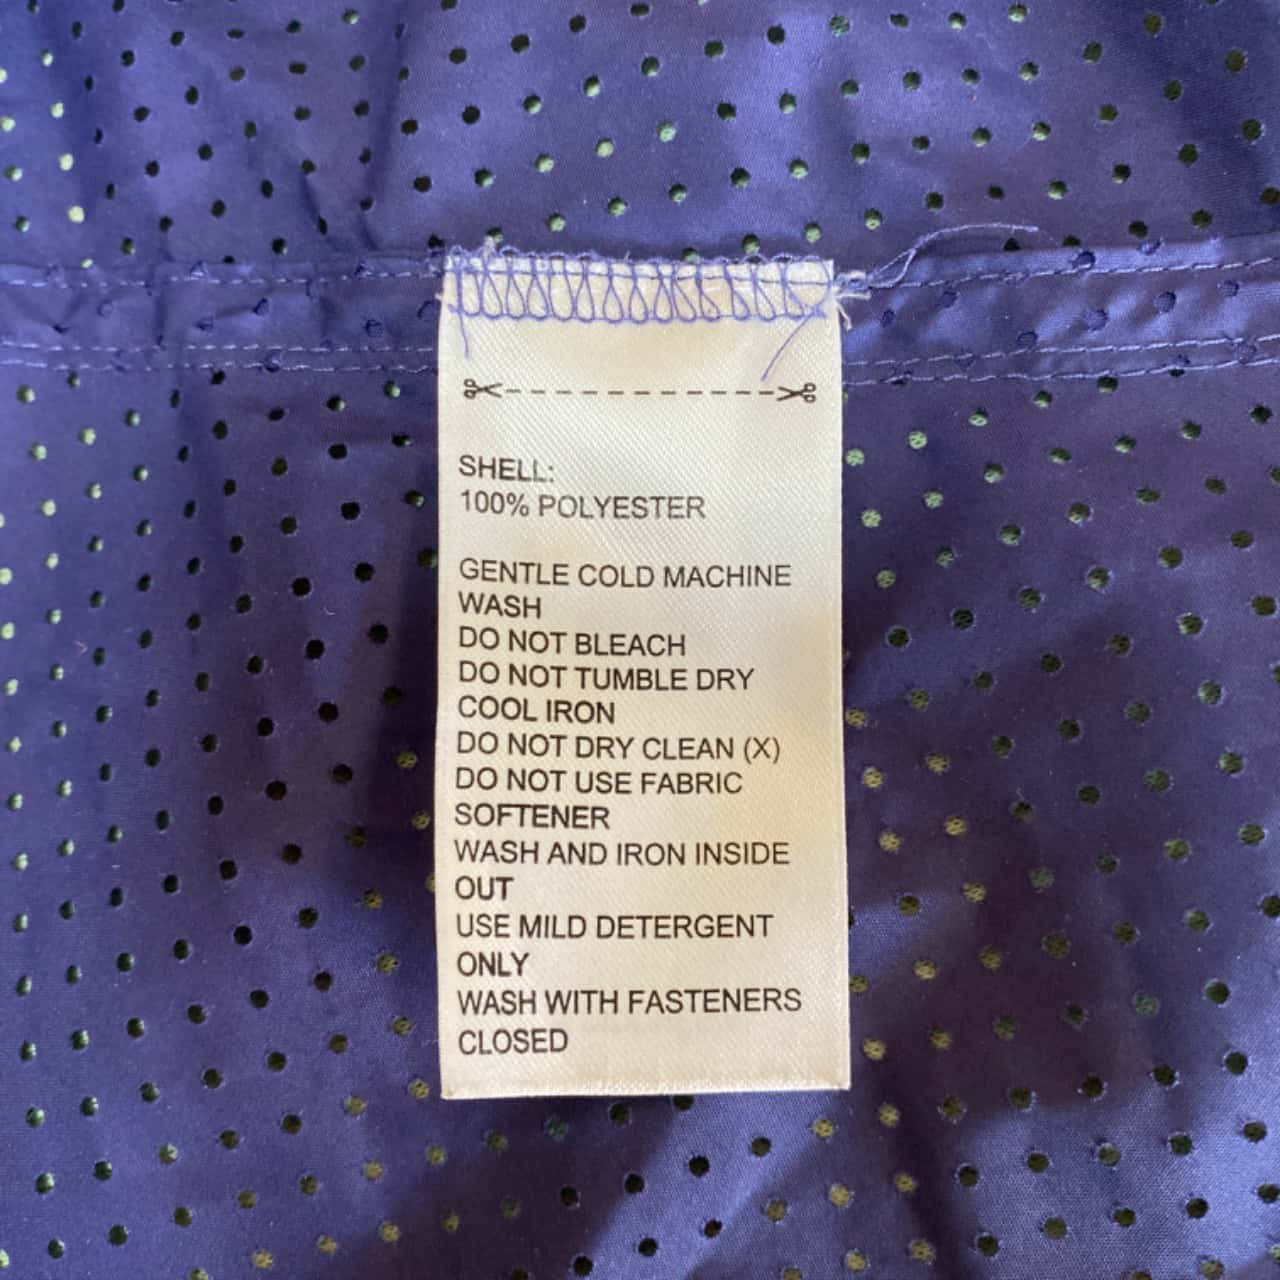 SHELL:
100% POLYESTER
GENTLE COLD MACHINE
WASH
DO NOT BLEACH
DO NOT TUMBLE DRY
COOL IRON
DO NOT DRY CLEAN (X)
DO NOT USE FABRIC
SOFTENER
WASH AND IRON INSIDE
OUT
USE MILD DETERGENT
ONLY
WASH WITH FASTENERS
CLOSED